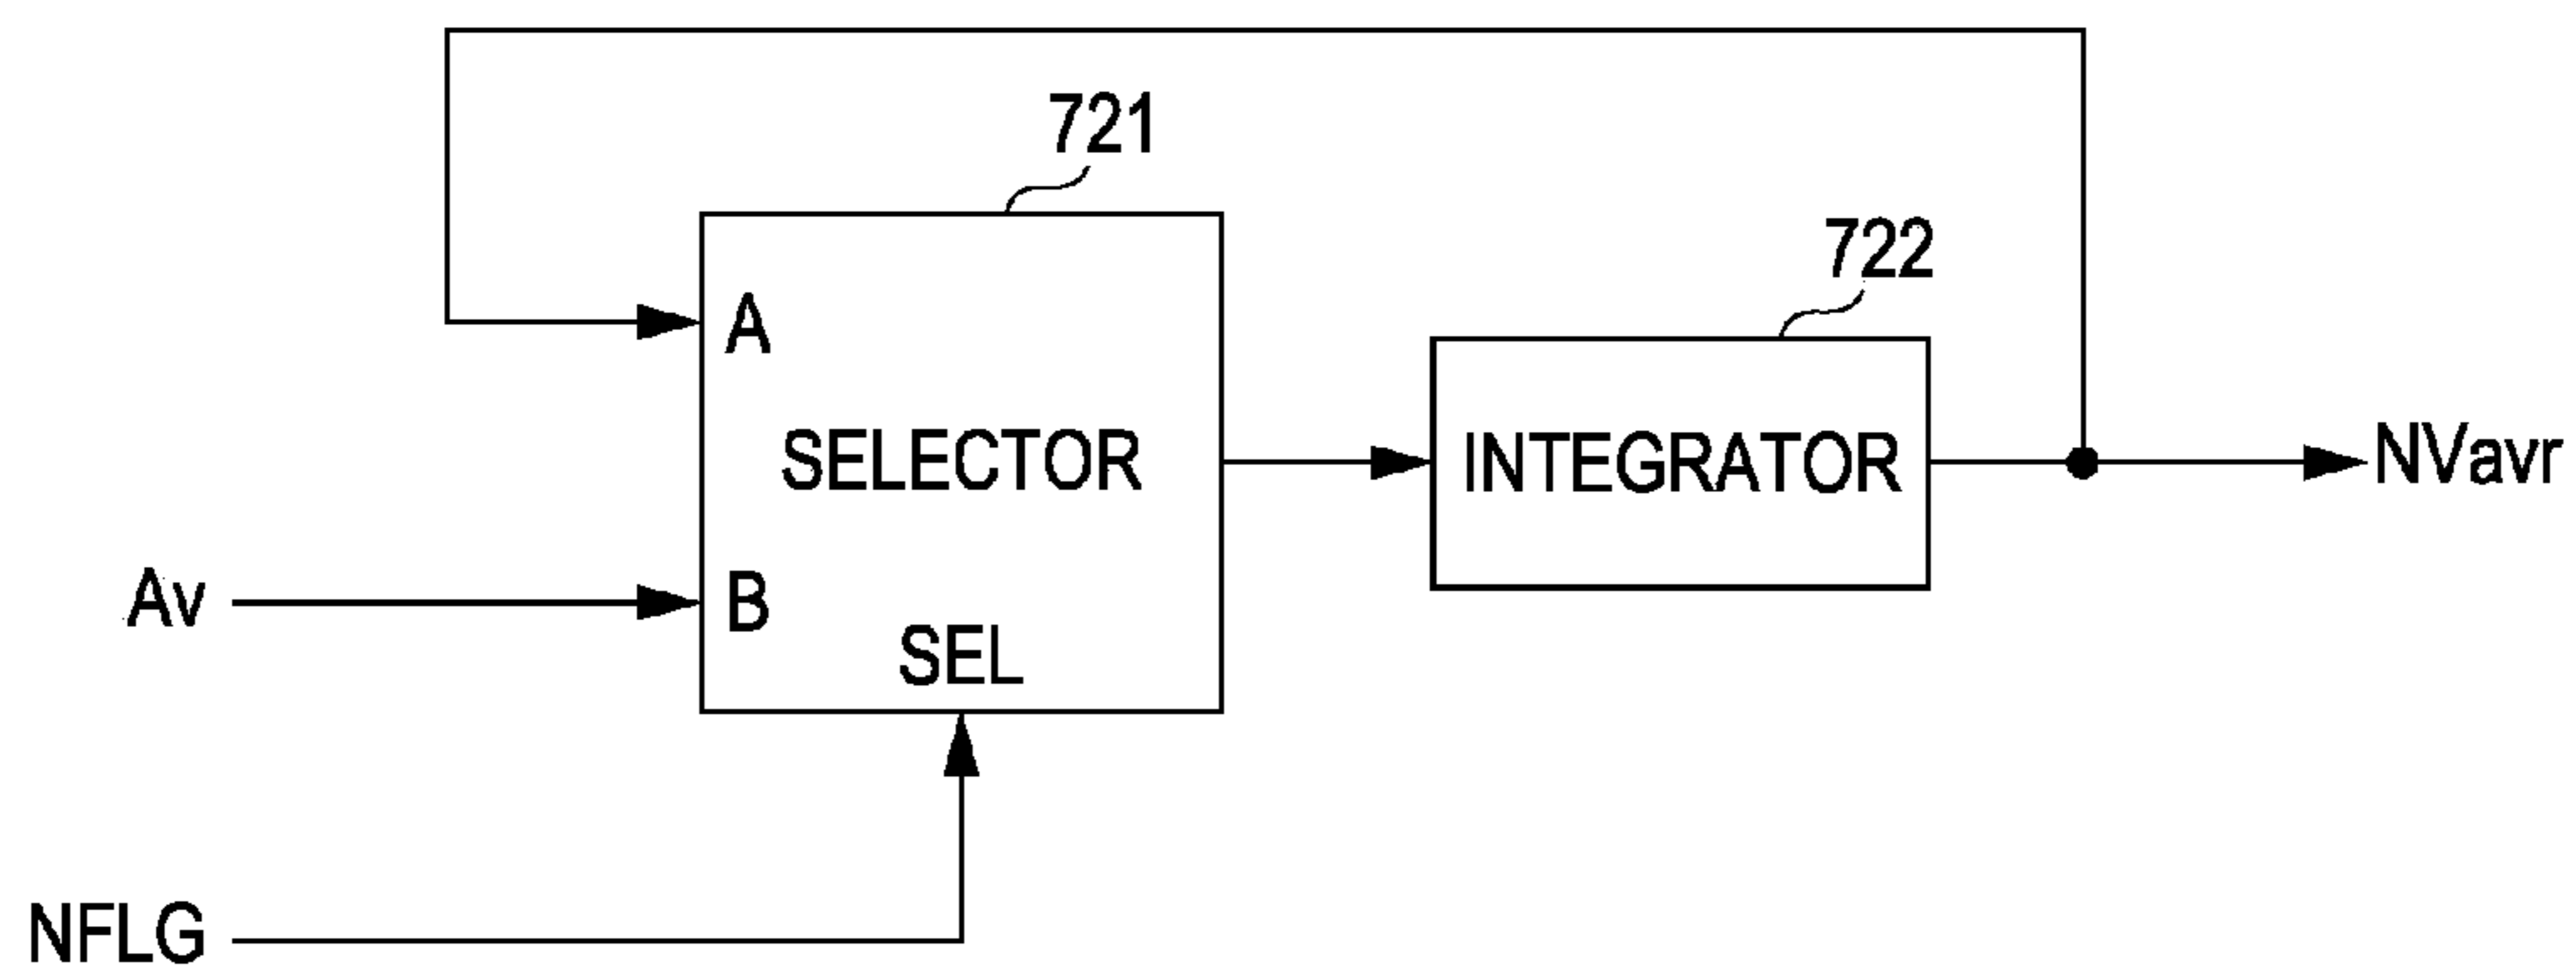 721
722
A
SELECTOR
INTEGRATOR
NVavr
Av
B
SEL
NFLG